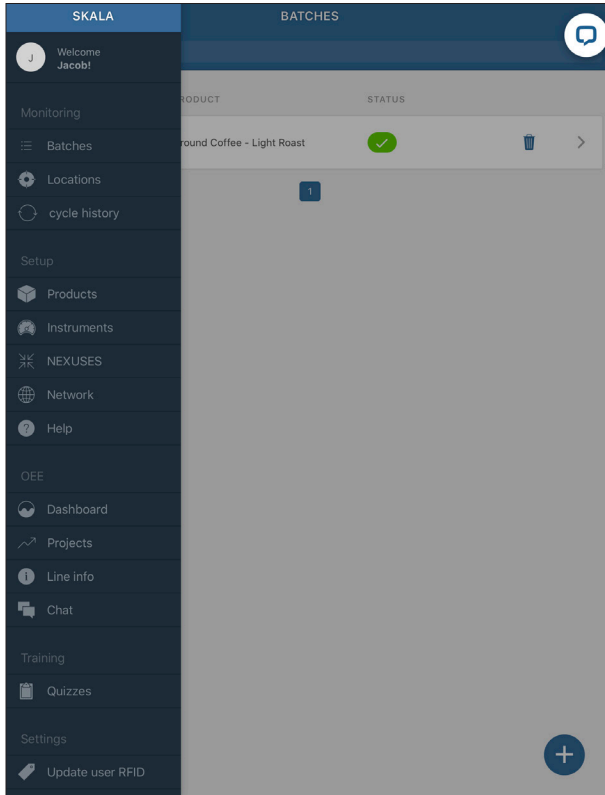 SKALA
BATCHES
J
Welcome
Jacob!
RODUCT
STATUS
Monitoring
Batches
round Coffee - Light Roast
Locations
1
cycle history
Setup
Products
Instruments
NEXUSES
Network
Help
OEE
Dashboard
Projects
Line info
Chat
Training
Quizzes
Settings
Update user RFID